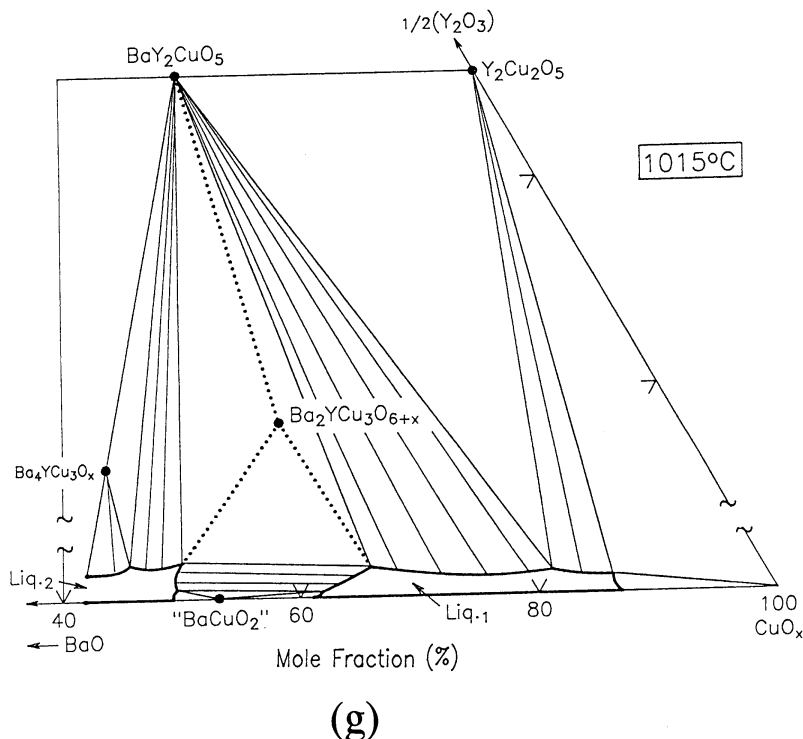 1/2(Y₂O₃)
BaY₂CuO₅
Y₂Cu₂O₅
1015°C
Ba₂YCu₃O₆₊ₓ
Ba₄YCu₃Oₓ
Liq.₂
Liq.₁
40
"BaCuO₂"
60
80
100
CuOₓ
BaO
Mole Fraction (%)
(g)